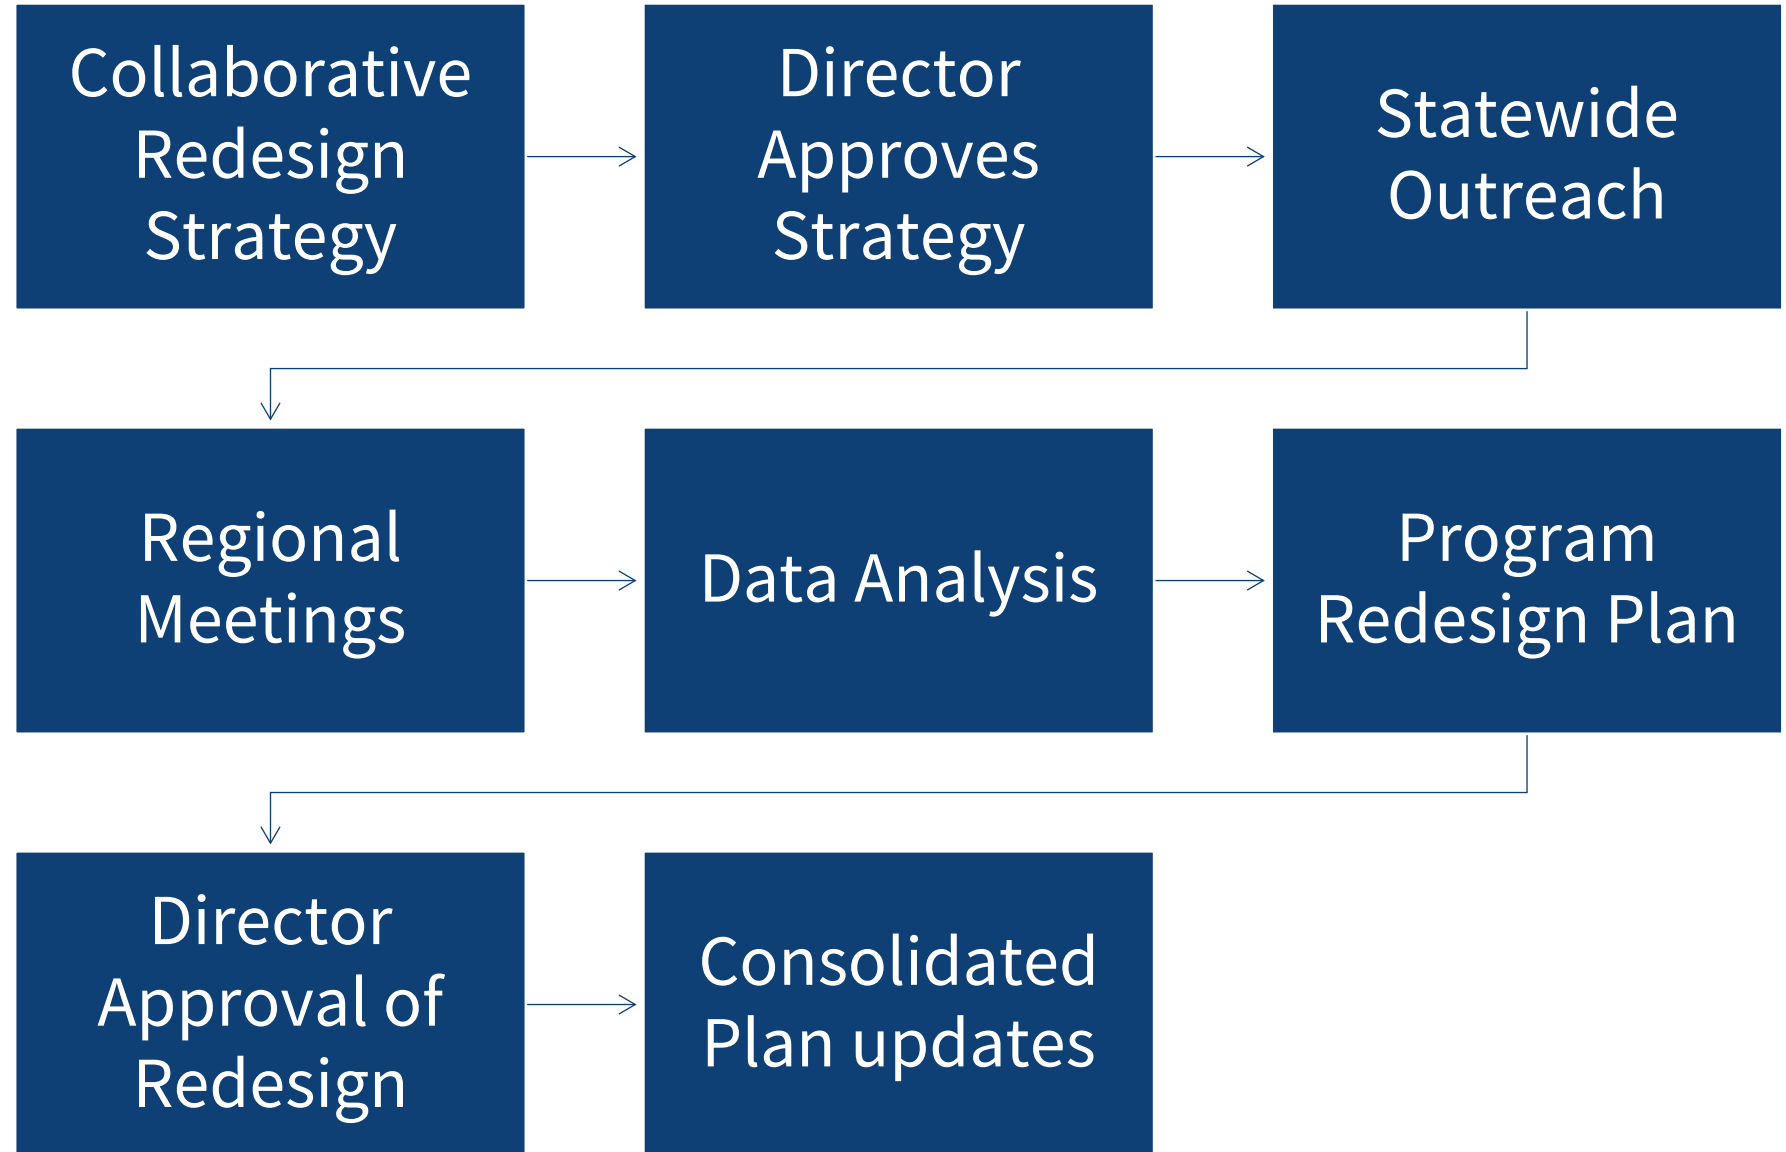 Collaborative
Redesign
Strategy
Director
Approves
Strategy
Statewide
Outreach
Regional
Meetings
Data Analysis
Program
Redesign Plan
Director
Approval of
Redesign
Consolidated
Plan updates